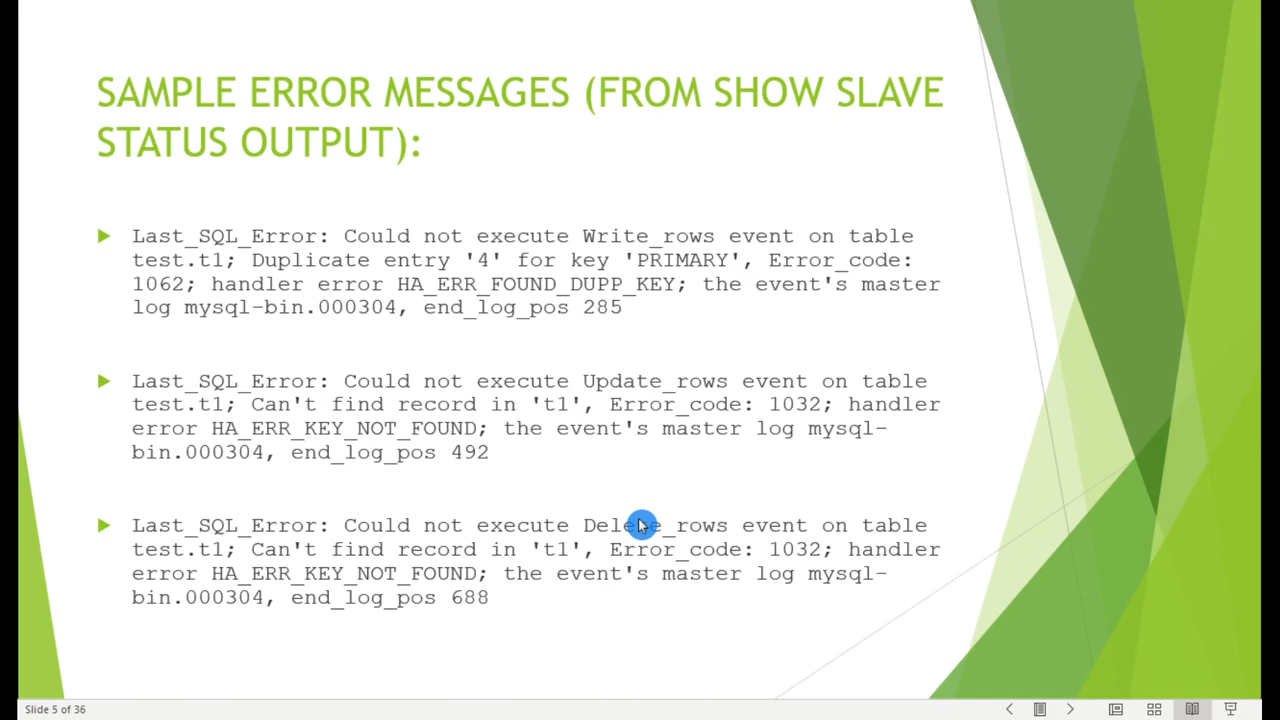 SAMPLE ERROR MESSAGES (FROM SHOW SLAVE
STATUS OUTPUT):
Last_SQL_Error: Could not execute Write_rows event on table
test.t1; Duplicate entry '4' for key 'PRIMARY', Error_code:
1062; handler error HA_ERR_FOUND_DUPP_KEY; the event's master
log mysql-bin.000304, end_log_pos 285
Last_SQL_Error: Could not execute Update_rows event on table
test.t1; Can't find record in 't1', Error_code: 1032; handler
error HA_ERR_KEY_NOT_FOUND; the event's master log mysql-
bin.000304, end_log_pos 492
Last_SQL_Error: Could not execute Delete_rows event on table
test.t1; Can't find record in 't1', Error_code: 1032; handler
error HA_ERR_KEY_NOT_FOUND; the event's master log mysql-
bin.000304, end_log_pos 688
Slide 5 of 36